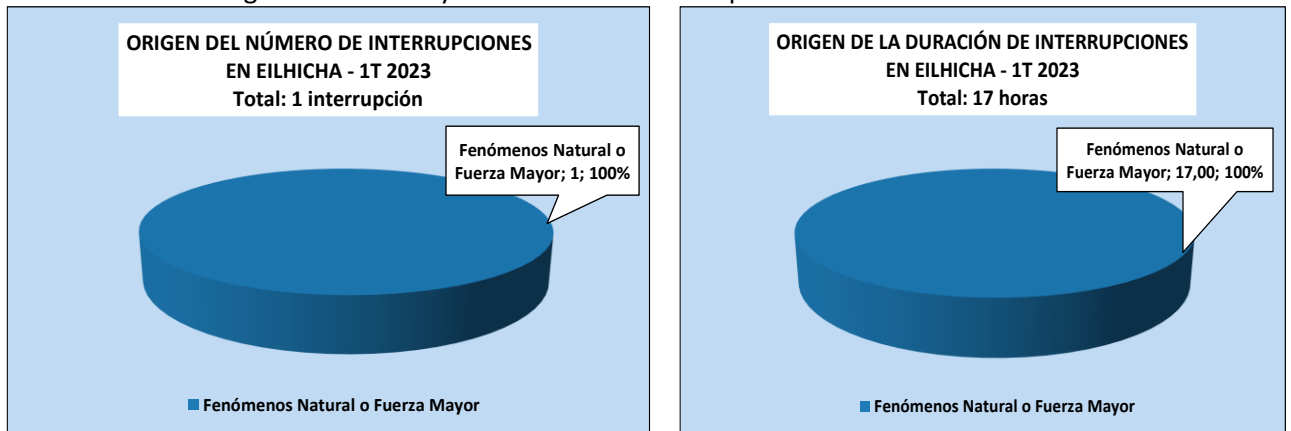 ORIGEN DEL NÚMERO DE INTERRUPCIONES
EN EILHICHA - 1T 2023
Total: 1 interrupción
Fenómenos Natural o
Fuerza Mayor; 1; 100%
Fenómenos Natural o Fuerza Mayor
ORIGEN DE LA DURACIÓN DE INTERRUPCIONES
EN EILHICHA - 1T 2023
Total: 17 horas
Fenómenos Natural o
Fuerza Mayor; 17,00; 100%
Fenómenos Natural o Fuerza Mayor